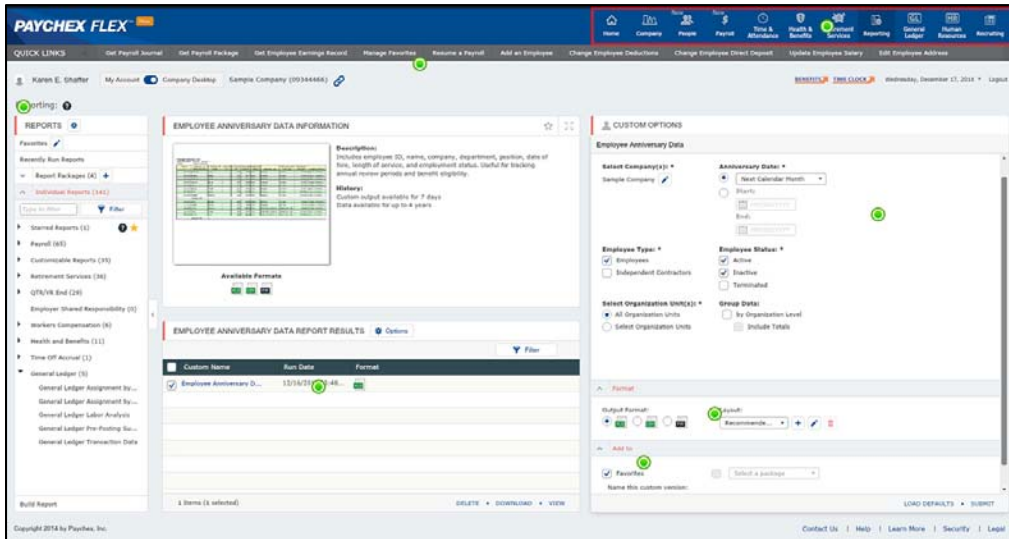 PAYCHEX FLEX
Home
Company
People
Payroll
Time & Attendance
Health & Benefits
Services
Reporting
General Ledger
Human Resources
Recruiting
QUICK LINKS
Get Payroll Journal
Get Payroll Package
Get Employee Earnings Record
Manage Favorites
Resume a Payroll
Add an Employee
Change Employee Deductions
Change Employee Direct Deposit
Update Employee Salary
Edit Employee Address
Karen E. Shaffer
My Account
Company Desktop
Sample Company (09344466)
BENEFITS
TIME CLOCK
Wednesday, December 17, 2014
Logout
orting:
REPORTS
Favorites
Recently Run Reports
Report Packages (4)
Individual Reports (141)
Type to filter
Filter
Starred Reports (1)
Payroll (65)
Customizable Reports (35)
Retirement Services (36)
QTR/YR End (29)
Employer Shared Responsibility (0)
Workers Compensation (6)
Health and Benefits (11)
Time Off Accrual (1)
General Ledger (5)
General Ledger Assignment by...
General Ledger Assignment by...
General Ledger Labor Analysis
General Ledger Pre-Posting Su...
General Ledger Transaction Data
Build Report
EMPLOYEE ANNIVERSARY DATA INFORMATION
Description:
Includes employee ID, name, company, department, position, date of
hire, length of service, and employment status. Useful for tracking
annual review periods and benefit eligibility.
History:
Custom output available for 7 days
Data available for up to 4 years
Available Formats
EMPLOYEE ANNIVERSARY DATA REPORT RESULTS
Options
Filter
Custom Name
Run Date
Format
Employee Anniversary D...
1 Items (1 selected)
DELETE • DOWNLOAD • VIEW
CUSTOM OPTIONS
Employee Anniversary Data
Select Company(s): *
Sample Company
Anniversary Date: *
Next Calendar Month
Start:
End:
Employee Type: *
Employees
Independent Contractors
Employee Status: *
Active
Inactive
Terminated
Select Organization Unit(s): *
All Organization Units
Select Organization Units
Group Data:
by Organization Level
Include Totals
Format
Output Format:
Layout:
Recommende...
Add to
Favorites
Select a package
Name this custom version:
LOAD DEFAULTS • SUBMIT
Copyright 2014 by Paychex, Inc.
Contact Us | Help | Learn More | Security | Legal